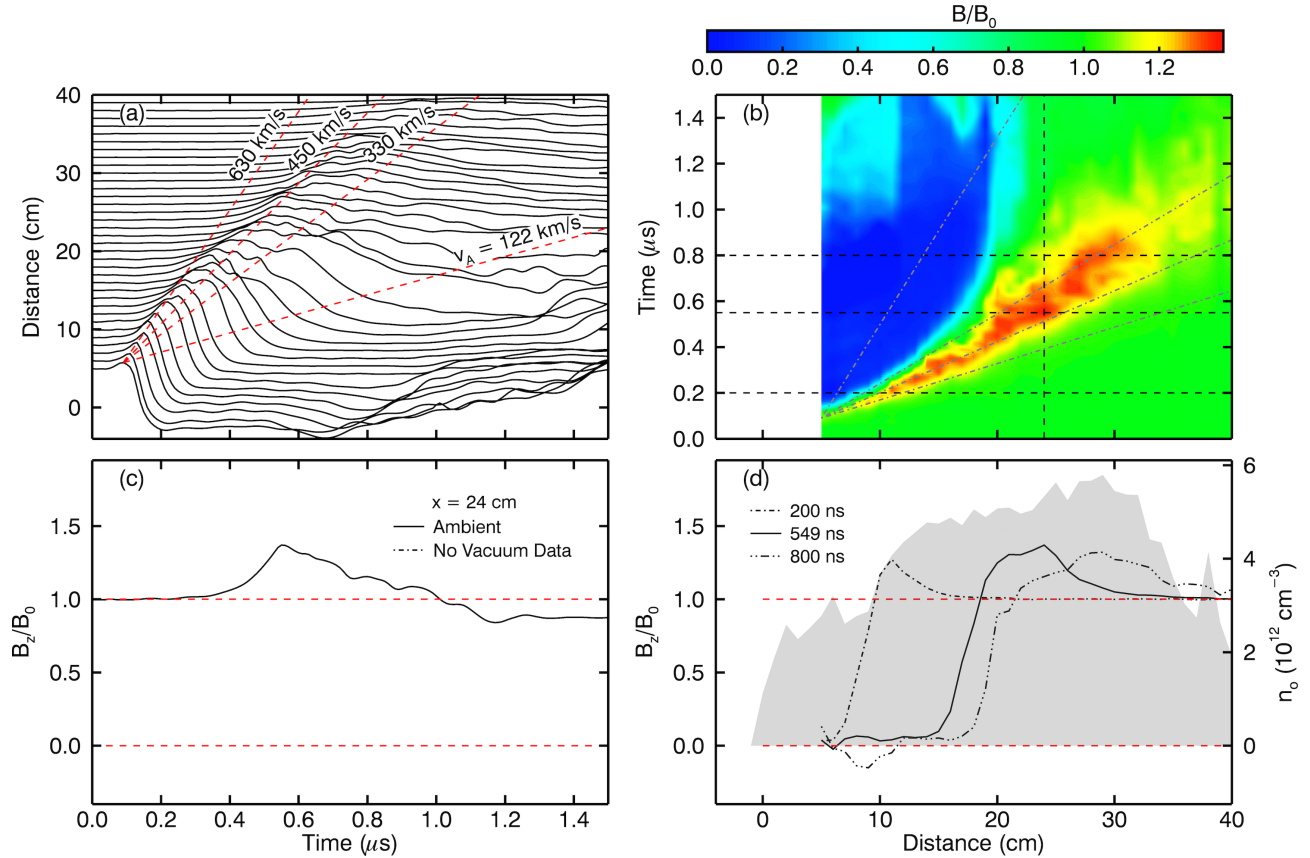 B/B0
0.0 0.2 0.4 0.6 0.8 1.0 1.2
(a)
630 km/s
450 km/s
330 km/s
vA = 122 km/s
40
30
20
10
0
Distance (cm)
(b)
1.4
1.2
1.0
0.8
0.6
0.4
0.2
0.0
Time (μs)
(c)
x = 24 cm
Ambient
No Vacuum Data
1.5
1.0
0.5
0.0
Bz/B0
0.0 0.2 0.4 0.6 0.8 1.0 1.2 1.4
Time (μs)
(d)
200 ns
549 ns
800 ns
1.5
1.0
0.5
0.0
Bz/B0
6
4
2
0
no (10^12 cm^−3)
0 10 20 30 40
Distance (cm)